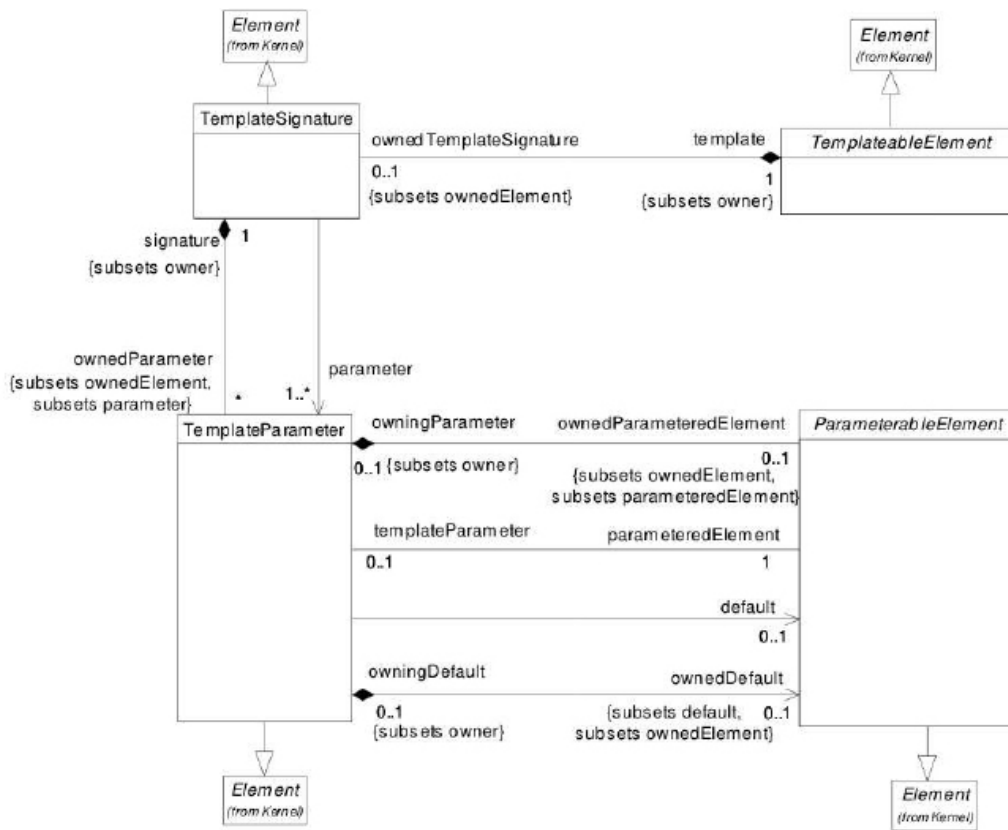 Element
(from Kernel)
Element
(from Kernel)
TemplateSignature
ownedTemplateSignature
template
TemplateableElement
0..1
1
{subsets ownedElement}
{subsets owner}
signature
1
{subsets owner}
ownedParameter
{subsets ownedElement,
subsets parameter}
*
parameter
1..*
TemplateParameter
owningParameter
ownedParameteredElement
ParameterableElement
0..1
{subsets owner}
0..1
{subsets ownedElement,
subsets parameteredElement}
templateParameter
parameteredElement
0..1
1
default
0..1
owningDefault
ownedDefault
0..1
{subsets owner}
{subsets default,
subsets ownedElement}
0..1
Element
(from Kernel)
Element
(from Kernel)